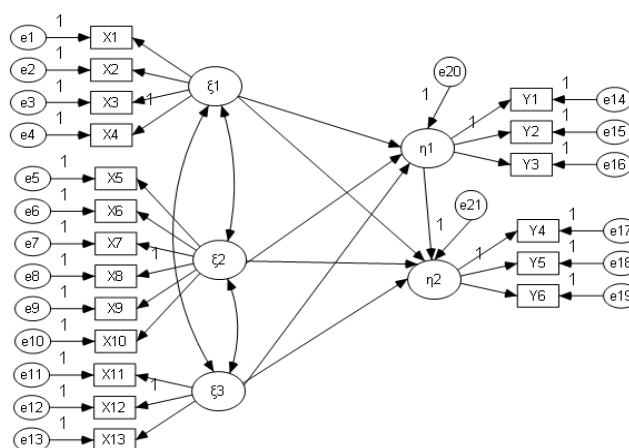 e1 1 X1
e2 1 X2
e3 1 X3 1
e4 1 X4
ξ1
e5 1 X5
e6 1 X6
e7 1 X7
e8 1 X8 1
e9 1 X9
e10 1 X10
ξ2
e11 1 X11
e12 1 X12 1
e13 1 X13
ξ3
e20
1
η1
1 Y1 1 e14
Y2 1 e15
Y3 1 e16
e21
1
η2
1 Y4 1 e17
Y5 1 e18
Y6 1 e19